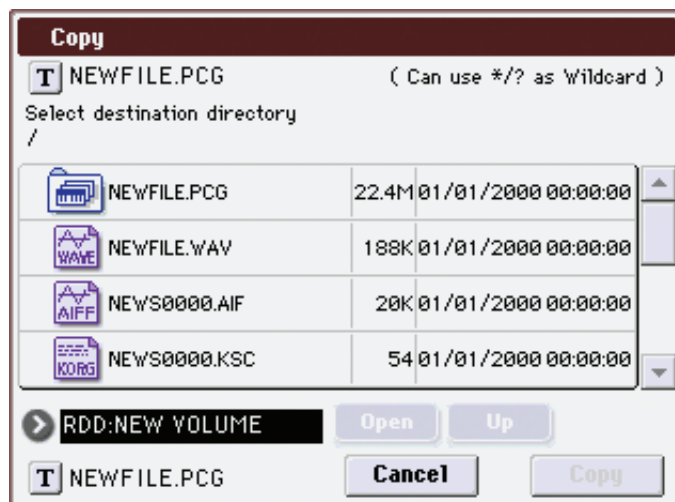 Copy
T NEWFILE.PCG ( Can use */? as Wildcard )
Select destination directory
/
NEWFILE.PCG 22.4M 01/01/2000 00:00:00
WAVE NEWFILE.WAV 188K 01/01/2000 00:00:00
AIFF NEWS0000.AIF 20K 01/01/2000 00:00:00
KORG NEWS0000.KSC 54 01/01/2000 00:00:00
RDD:NEW VOLUME Open Up
T NEWFILE.PCG Cancel Copy